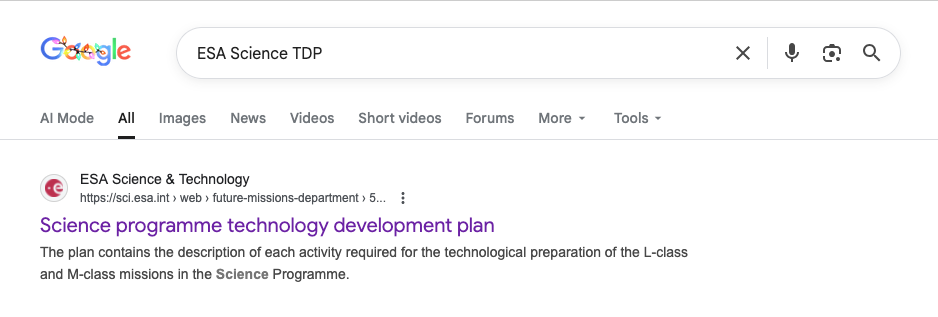 Google
ESA Science TDP
AI Mode All Images News Videos Short videos Forums More Tools
ESA Science & Technology
https://sci.esa.int › web › future-missions-department › 5...
Science programme technology development plan
The plan contains the description of each activity required for the technological preparation of the L-class
and M-class missions in the Science Programme.